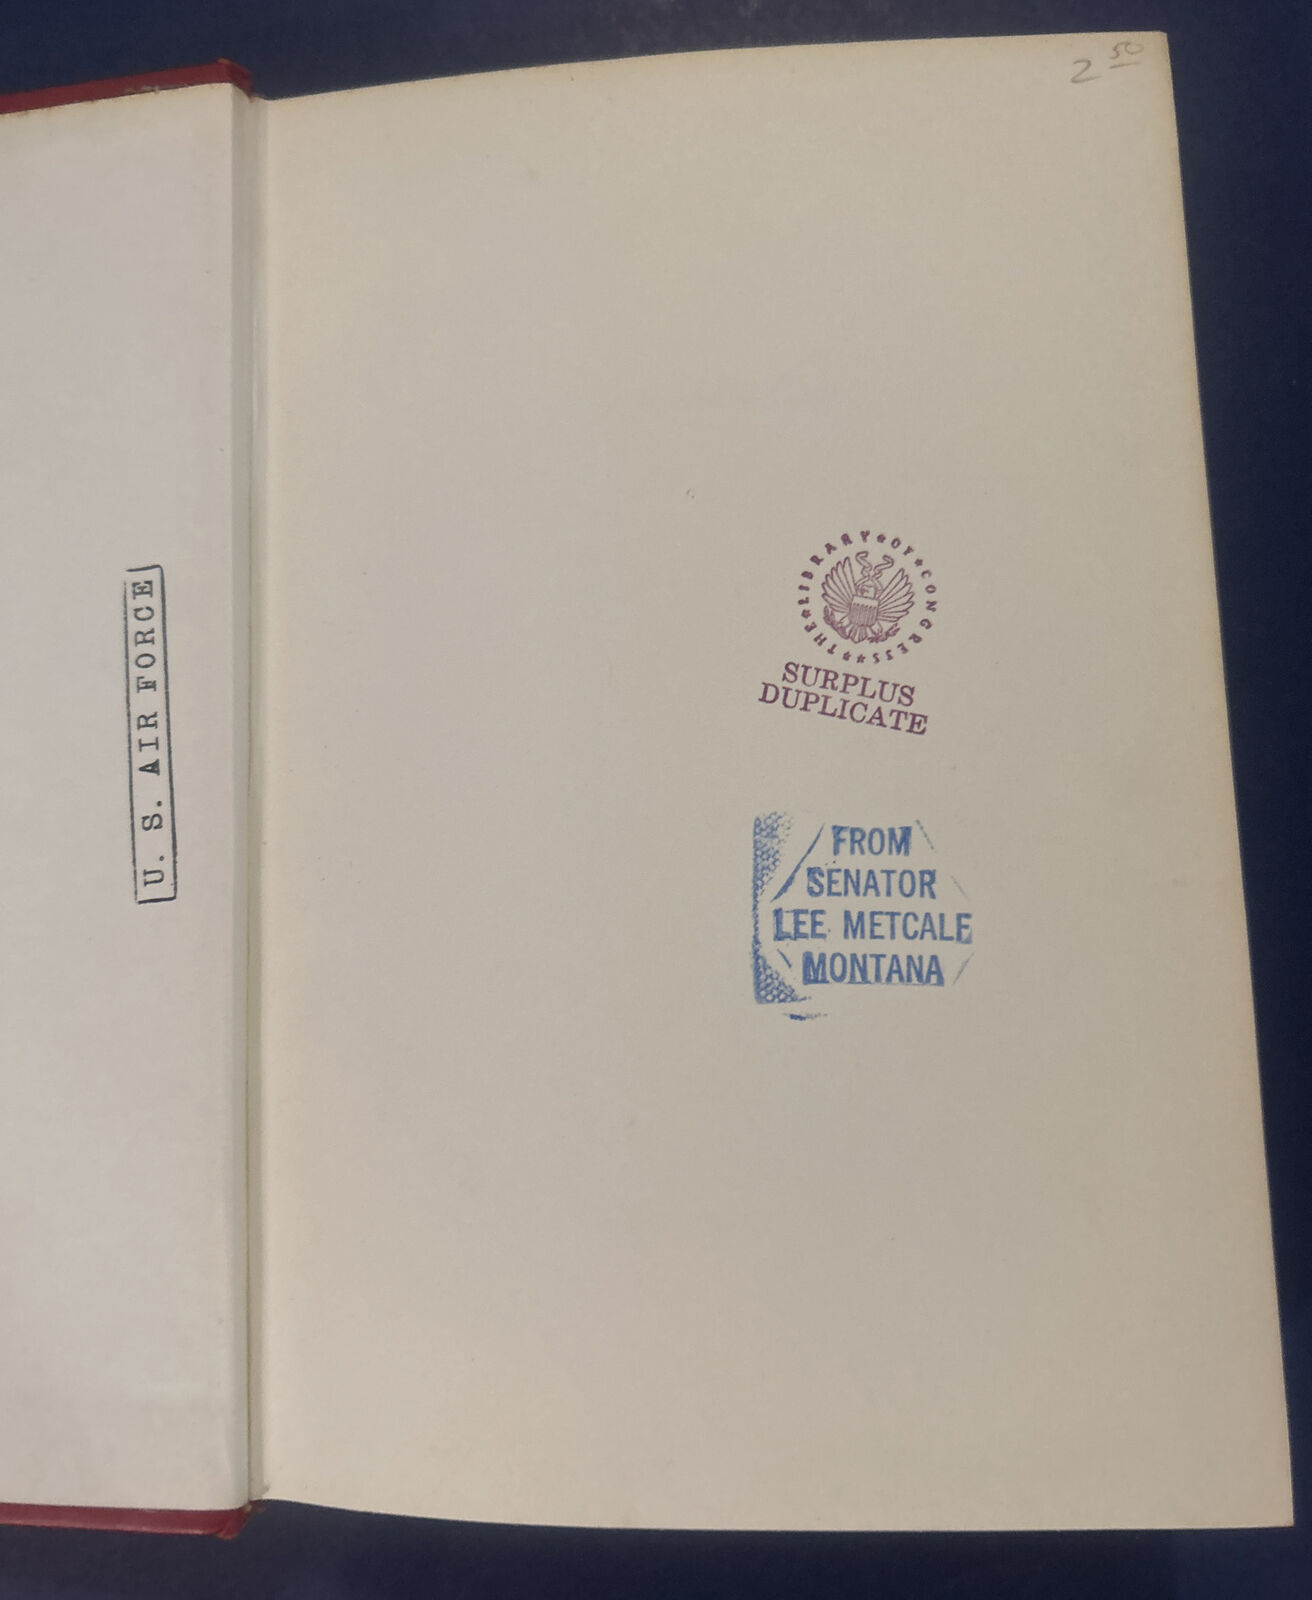 2 50
U. S. AIR FORCE
THE★LIBRARY★OF★CONGRESS★★
SURPLUS
DUPLICATE
FROM
SENATOR
LEE METCALF
MONTANA